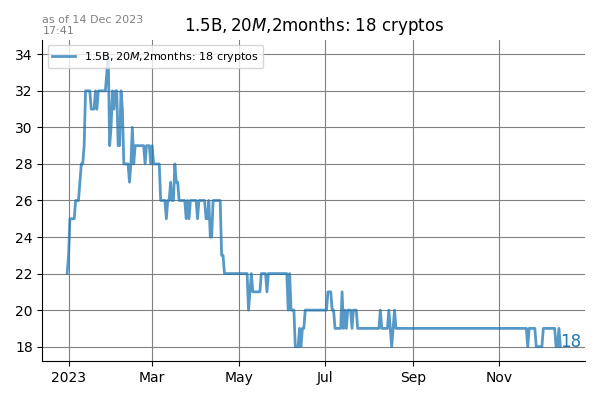 as of 14 Dec 2023
17:41
1.5B, 20M,2months: 18 cryptos
1.5B, 20M,2months: 18 cryptos
34
32
30
28
26
24
22
20
18
18
2023 Mar May Jul Sep Nov